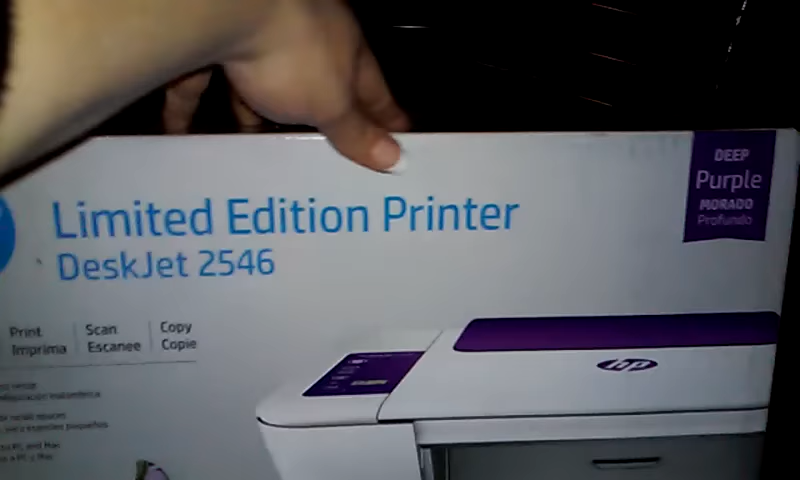 DEEP
Purple
MORADO
Profundo
Limited Edition Printer
DeskJet 2546
Print
Imprima
Scan
Escanee
Copy
Copie
hp